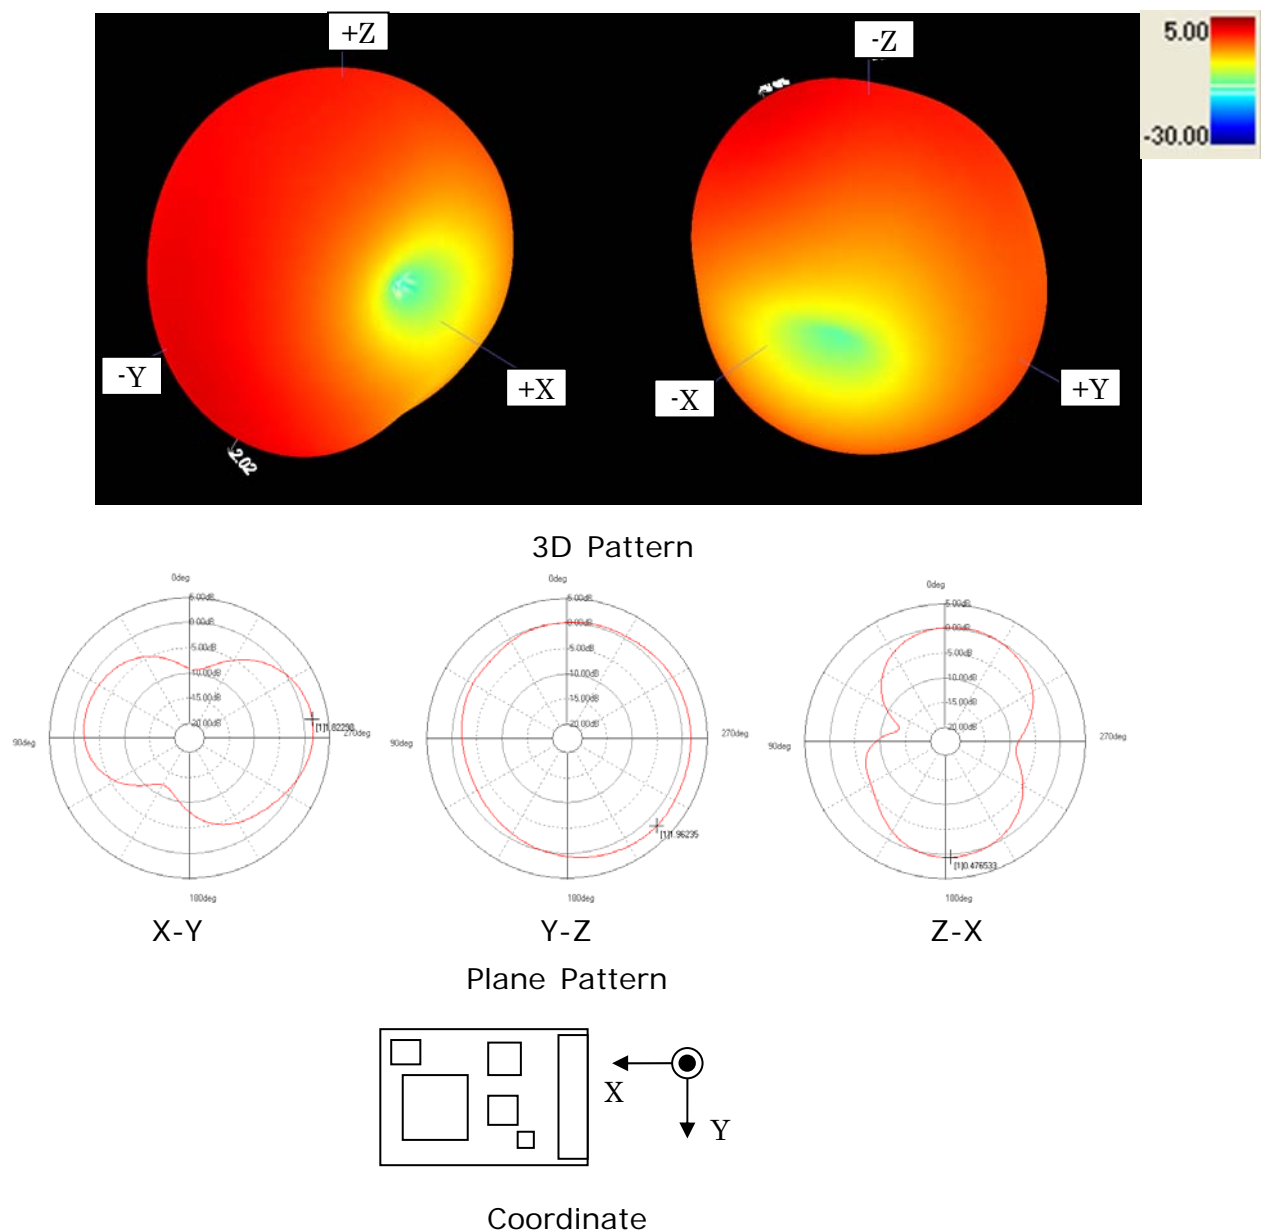 +Z
-Z
5.00
-30.00
-Y
+X
-X
+Y
2.02
3D Pattern
0deg
5.00dB
0.00dB
5.00dB
10.00dB
-15.00dB
20.00dB
[1]1.82298
90deg
270deg
180deg
X-Y
0deg
5.00dB
0.00dB
5.00dB
10.00dB
15.00dB
20.00dB
90deg
270deg
[1]1.96235
180deg
Y-Z
0deg
5.00dB
0.00dB
-5.00dB
10.00dB
-15.00dB
20.00dB
90deg
270deg
[1]0.476533
180deg
Z-X
Plane Pattern
X
Y
Coordinate